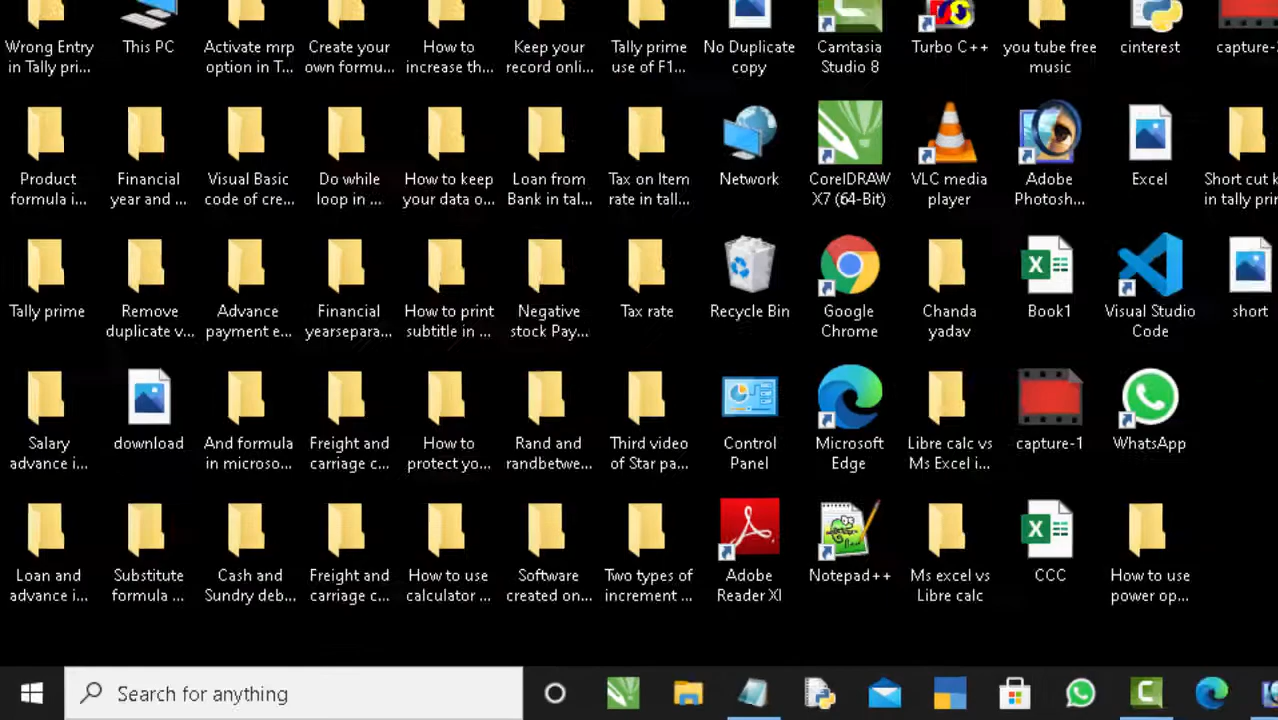 Wrong Entry
in Tally pri...
This PC
Activate mrp
option in T...
Create your
own formu...
How to
increase th...
Keep your
record onli...
Tally prime
use of F1...
No Duplicate
copy
Camtasia
Studio 8
Turbo C++
you tube free
music
cinterest
capture-
Product
formula i...
Financial
year and ...
Visual Basic
code of cre...
Do while
loop in ...
How to keep
your data o...
Loan from
Bank in tal...
Tax on Item
rate in tall...
Network
CorelDRAW
X7 (64-Bit)
VLC media
player
Adobe
Photosh...
Excel
Short cut k
in tally prim
Tally prime
Remove
duplicate v...
Advance
payment e...
Financial
yearsepara...
How to print
subtitle in ...
Negative
stock Pay...
Tax rate
Recycle Bin
Google
Chrome
Chanda
yadav
Book1
Visual Studio
Code
short
Salary
advance i...
download
And formula
in microso...
Freight and
carriage c...
How to
protect yo...
Rand and
randbetwe...
Third video
of Star pa...
Control
Panel
Microsoft
Edge
Libre calc vs
Ms Excel i...
capture-1
WhatsApp
Loan and
advance i...
Substitute
formula ...
Cash and
Sundry deb...
Freight and
carriage c...
How to use
calculator ...
Software
created on...
Two types of
increment ...
Adobe
Reader XI
Notepad++
Ms excel vs
Libre calc
CCC
How to use
power op...
Search for anything